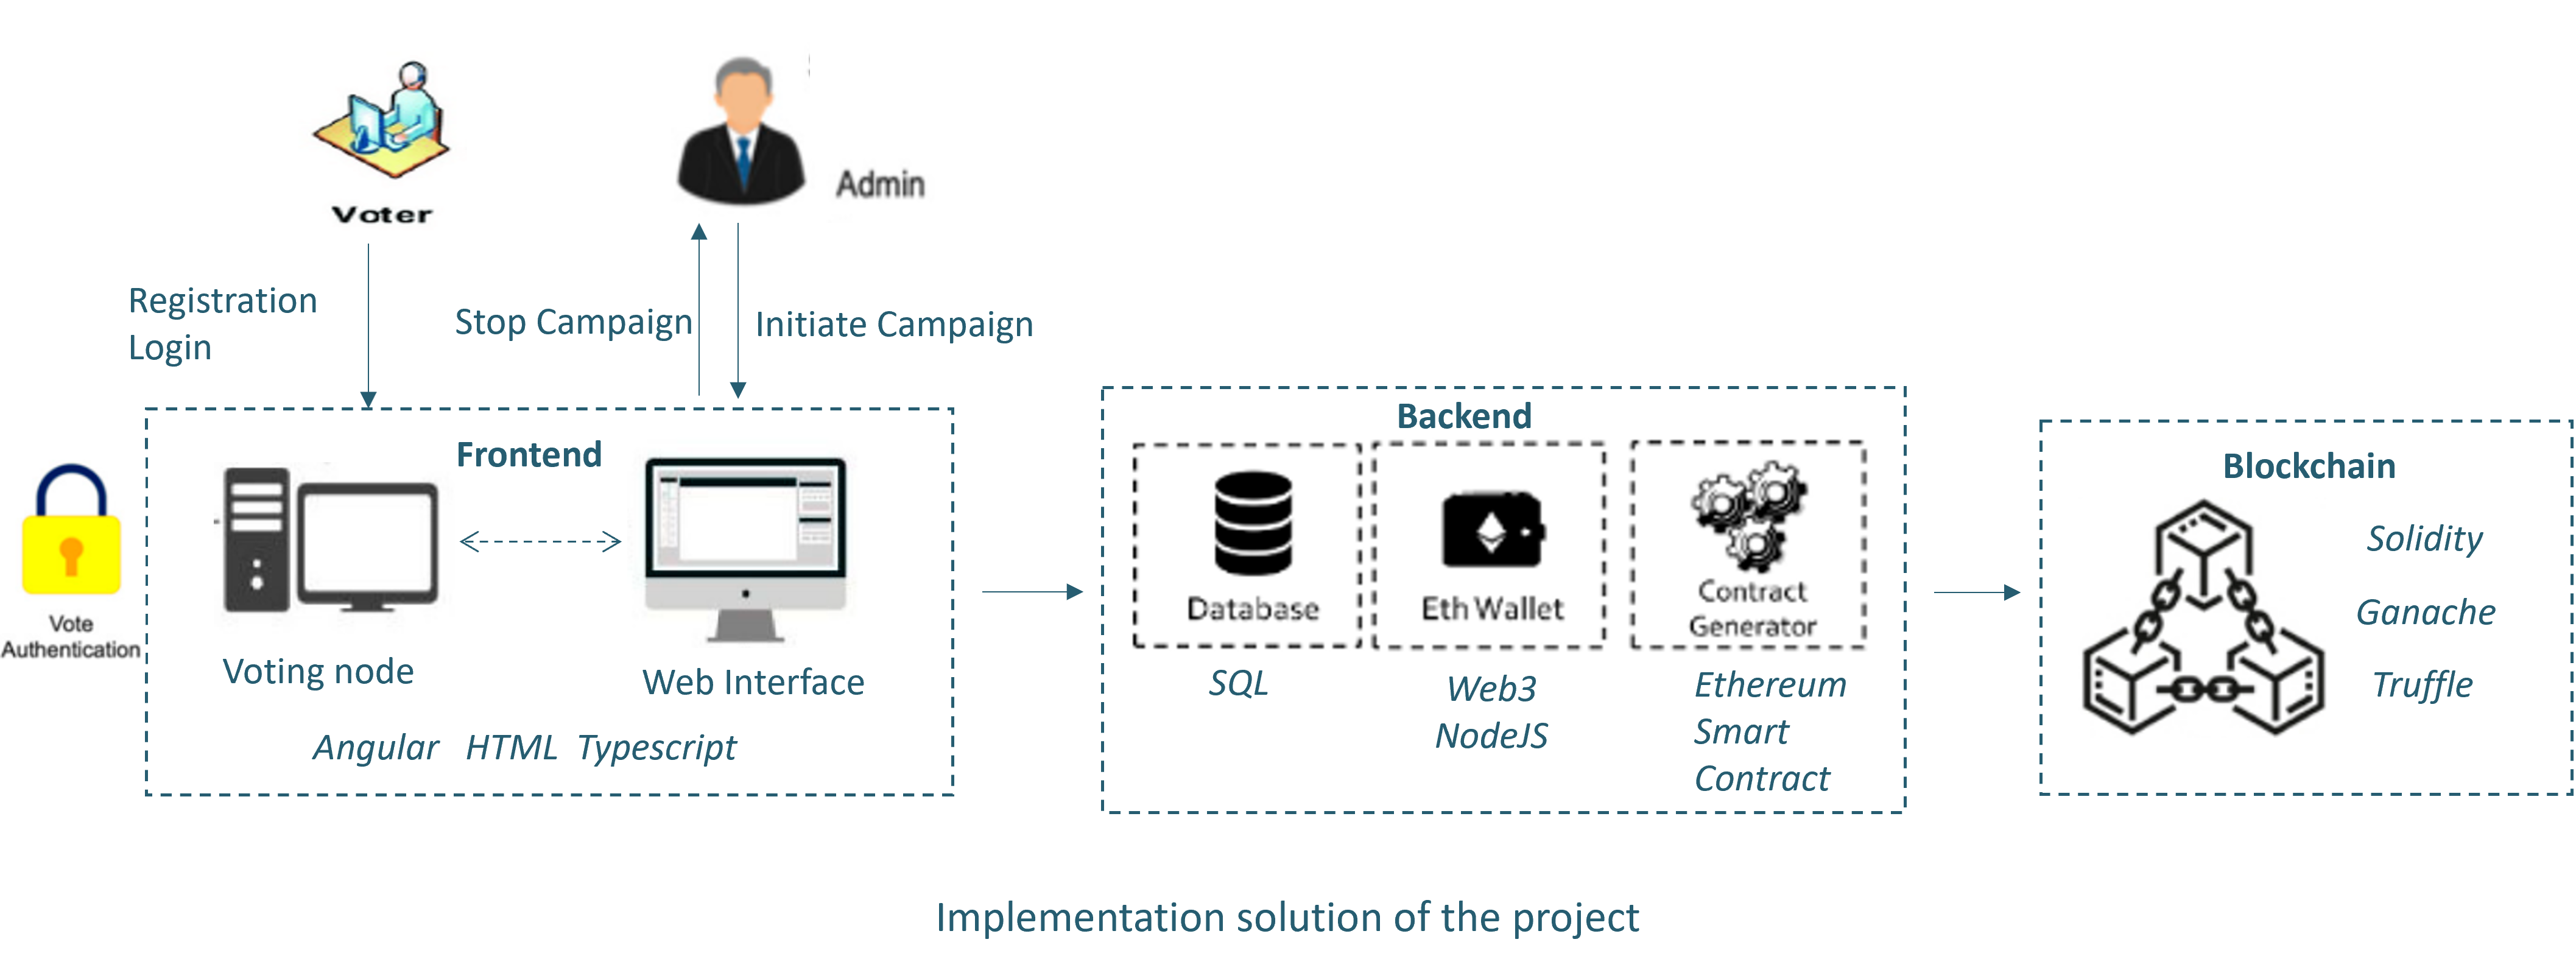 Voter
Admin
Registration
Login
Stop Campaign
Initiate Campaign
Vote
Authentication
Frontend
Voting node
Web Interface
Angular HTML Typescript
Backend
Database
Eth Wallet
Contract
Generator
SQL
Web3
NodeJS
Ethereum
Smart
Contract
Blockchain
Solidity
Ganache
Truffle
Implementation solution of the project